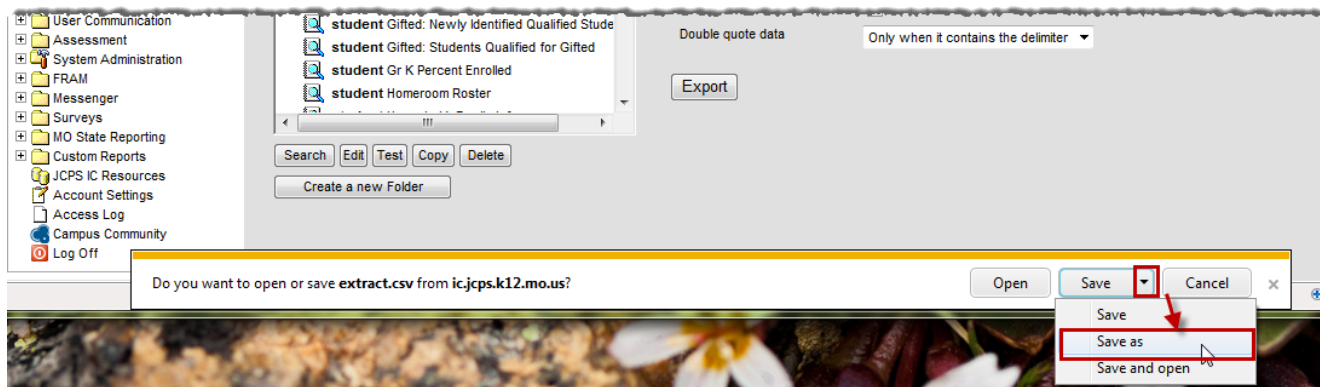 User Communication
Assessment
System Administration
FRAM
Messenger
Surveys
MO State Reporting
Custom Reports
JCPS IC Resources
Account Settings
Access Log
Campus Community
Log Off
student Gifted: Newly Identified Qualified Stude
student Gifted: Students Qualified for Gifted
student Gr K Percent Enrolled
student Homeroom Roster
Search Edit Test Copy Delete
Create a new Folder
Double quote data Only when it contains the delimiter
Export
Do you want to open or save extract.csv from ic.jcps.k12.mo.us?
Open Save Cancel
Save
Save as
Save and open